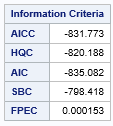 Information Criteria
AICC -831.773
HQC -820.188
AIC -835.082
SBC -798.418
FPEC 0.000153